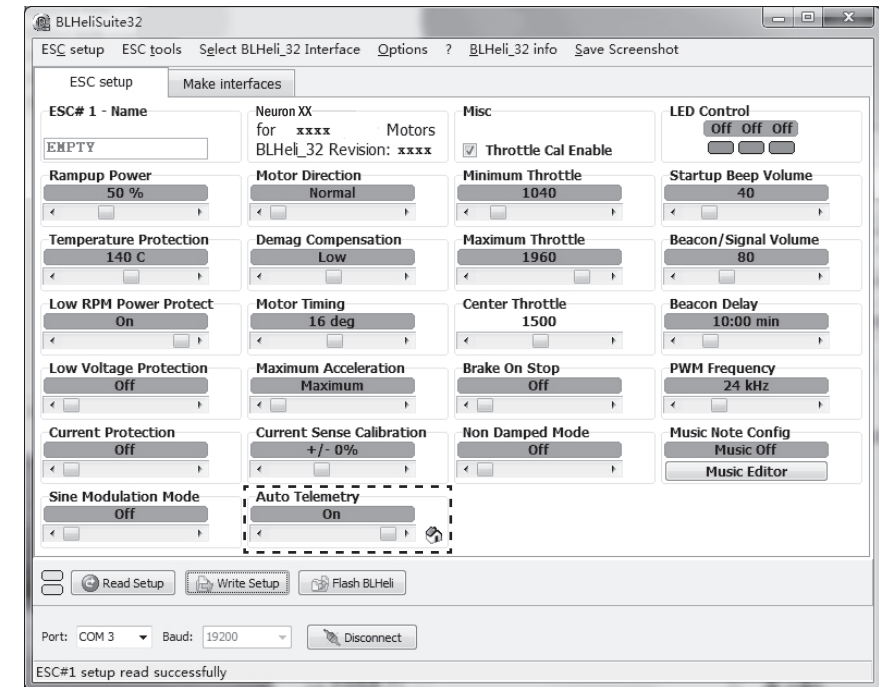 BLHeliSuite32
ESC setup ESC tools Select BLHeli_32 Interface Options ? BLHeli_32 info Save Screenshot
ESC setup Make interfaces
ESC# 1 - Name
EMPTY
Neuron XX
for xxxx Motors
BLHeli_32 Revision: xxxx
Misc
Throttle Cal Enable
LED Control
Off Off Off
Rampup Power
50 %
Motor Direction
Normal
Minimum Throttle
1040
Startup Beep Volume
40
Temperature Protection
140 C
Demag Compensation
Low
Maximum Throttle
1960
Beacon/Signal Volume
80
Low RPM Power Protect
On
Motor Timing
16 deg
Center Throttle
1500
Beacon Delay
10:00 min
Low Voltage Protection
Off
Maximum Acceleration
Maximum
Brake On Stop
Off
PWM Frequency
24 kHz
Current Protection
Off
Current Sense Calibration
+/- 0%
Non Damped Mode
Off
Music Note Config
Music Off
Music Editor
Sine Modulation Mode
Off
Auto Telemetry
On
Read Setup Write Setup Flash BLHeli
Port: COM 3 Baud: 19200 Disconnect
ESC#1 setup read successfully